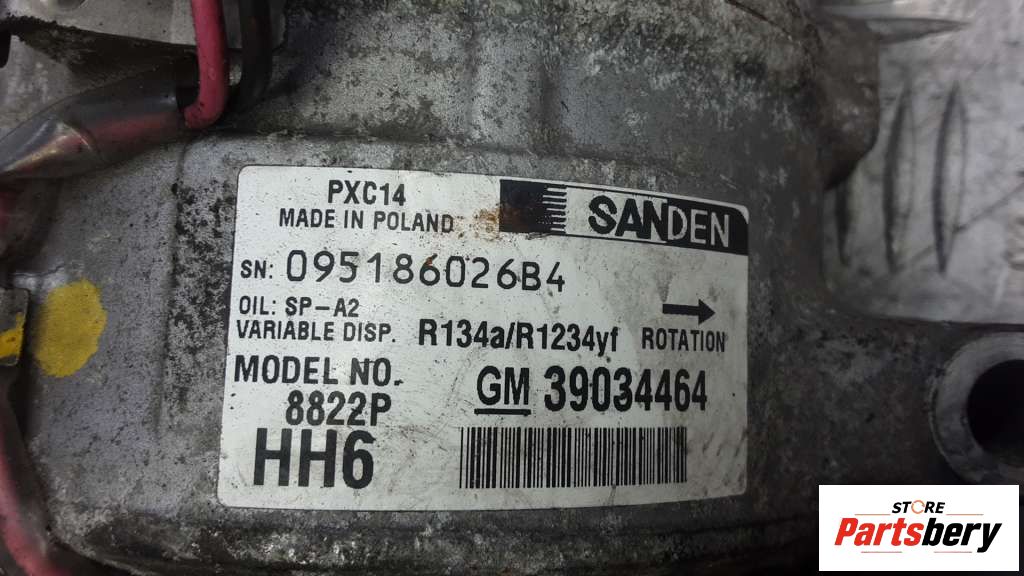 PXC14
MADE IN POLAND
SANDEN
SN: 095186026B4
OIL: SP-A2
VARIABLE DISP. R134a/R1234yf ROTATION
MODEL NO.
8822P
GM 39034464
HH6
STORE
Partsbery